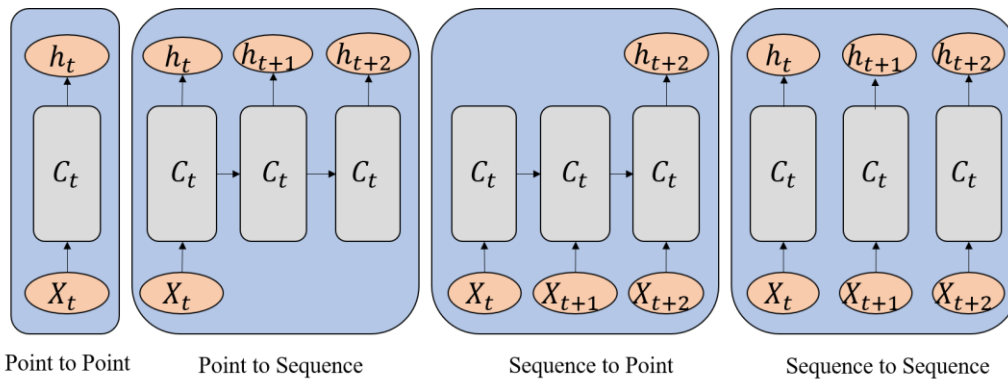 h_t
C_t
X_t
Point to Point
h_t h_{t+1} h_{t+2}
C_t C_t C_t
X_t
Point to Sequence
h_{t+2}
C_t C_t C_t
X_t X_{t+1} X_{t+2}
Sequence to Point
h_t h_{t+1} h_{t+2}
C_t C_t C_t
X_t X_{t+1} X_{t+2}
Sequence to Sequence